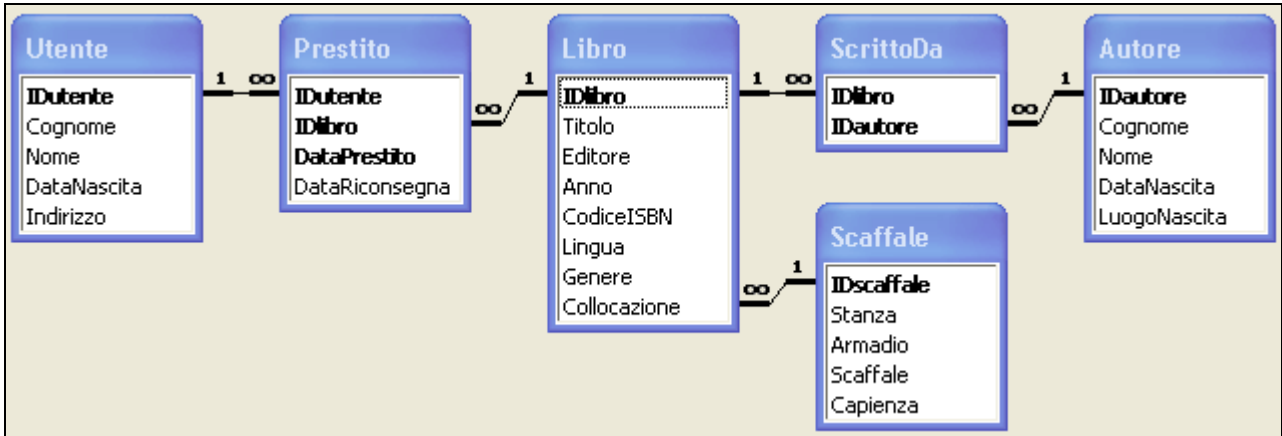 Utente
IDutente
Cognome
Nome
DataNascita
Indirizzo
1 ∞
Prestito
IDutente
IDlibro
DataPrestito
DataRiconsegna
∞ 1
Libro
IDlibro
Titolo
Editore
Anno
CodiceISBN
Lingua
Genere
Collocazione
1 ∞
ScrittoDa
IDlibro
IDautore
∞ 1
Autore
IDautore
Cognome
Nome
DataNascita
LuogoNascita
∞ 1
Scaffale
IDscaffale
Stanza
Armadio
Scaffale
Capienza